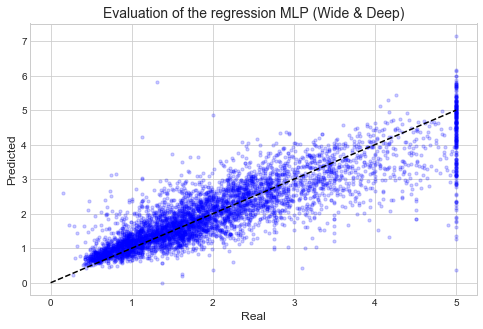 Evaluation of the regression MLP (Wide & Deep)
Predicted
7
6
5
4
3
2
1
0
0 1 2 3 4 5
Real